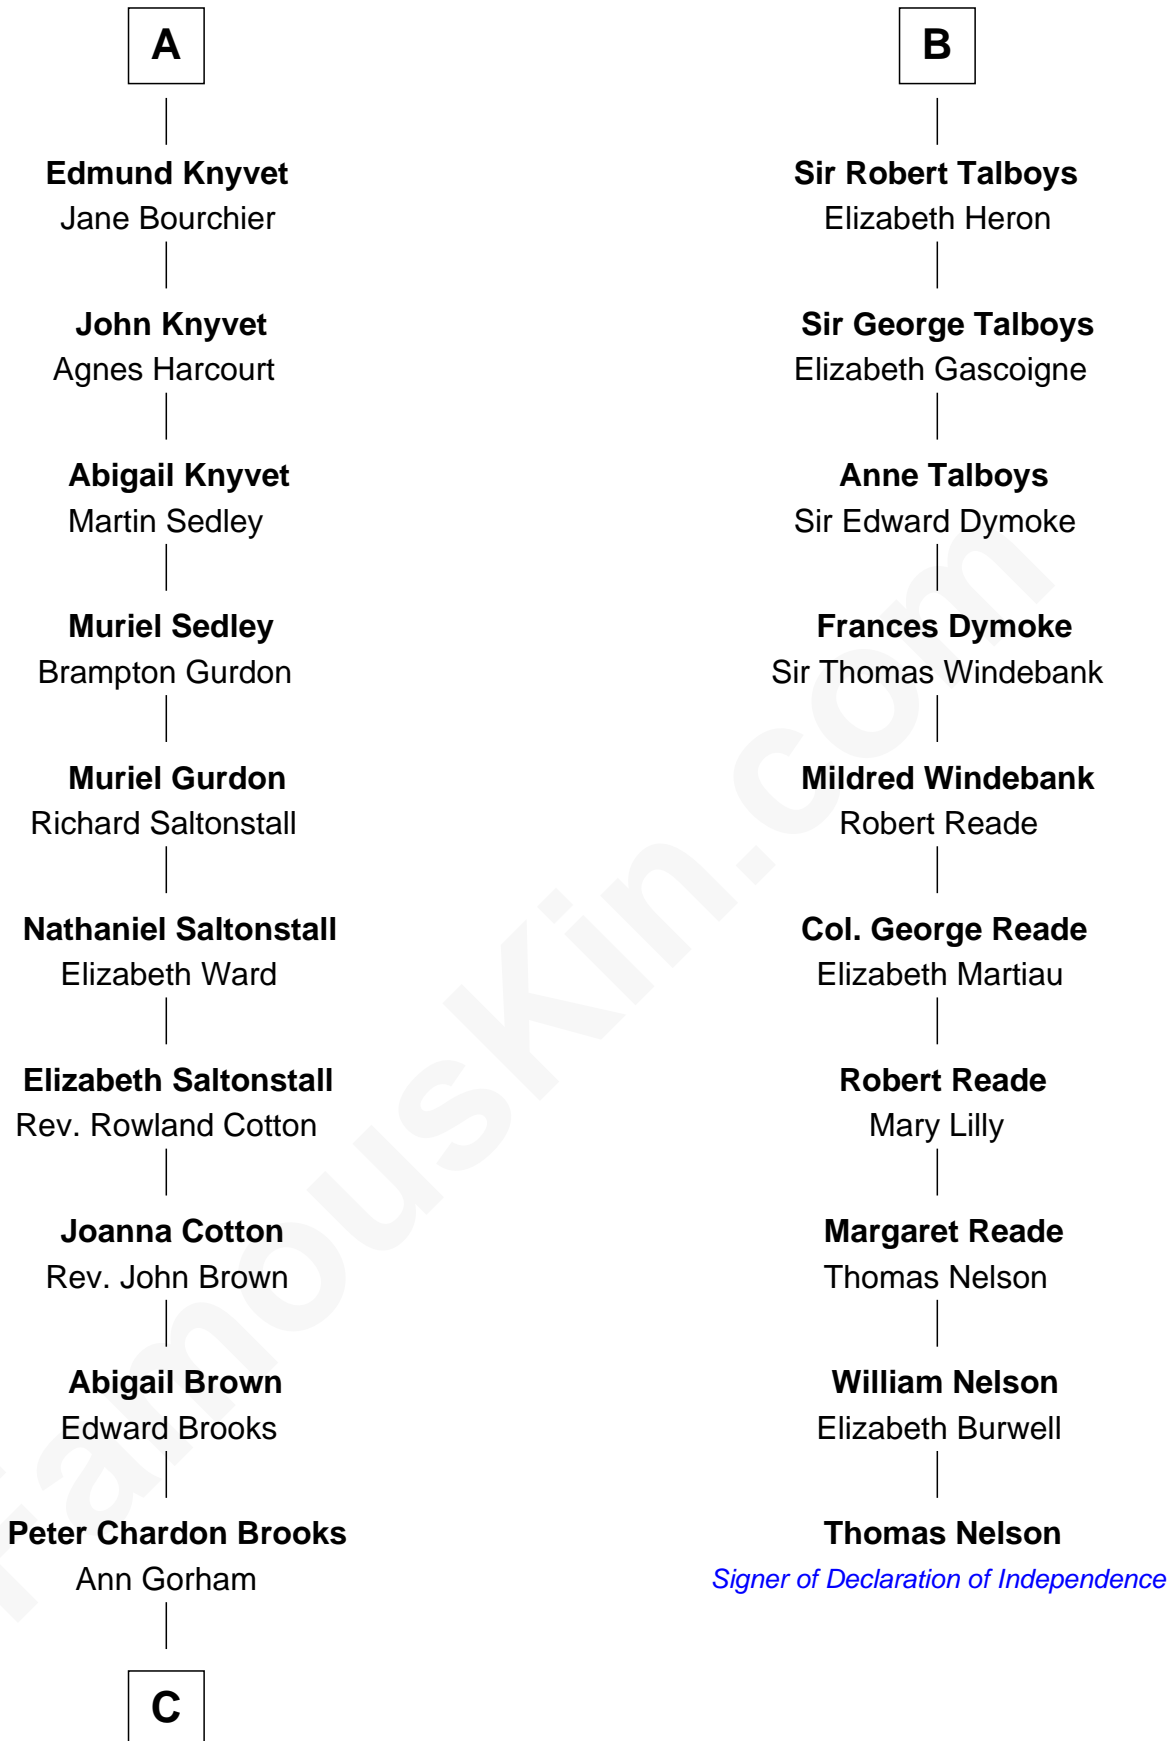 A
Edmund Knyvet
Jane Bourchier
John Knyvet
Agnes Harcourt
Abigail Knyvet
Martin Sedley
Muriel Sedley
Brampton Gurdon
Muriel Gurdon
Richard Saltonstall
Nathaniel Saltonstall
Elizabeth Ward
Elizabeth Saltonstall
Rev. Rowland Cotton
Joanna Cotton
Rev. John Brown
Abigail Brown
Edward Brooks
Peter Chardon Brooks
Ann Gorham
C
B
Sir Robert Talboys
Elizabeth Heron
Sir George Talboys
Elizabeth Gascoigne
Anne Talboys
Sir Edward Dymoke
Frances Dymoke
Sir Thomas Windebank
Mildred Windebank
Robert Reade
Col. George Reade
Elizabeth Martiau
Robert Reade
Mary Lilly
Margaret Reade
Thomas Nelson
William Nelson
Elizabeth Burwell
Thomas Nelson
Signer of Declaration of Independence
FamousKin.com